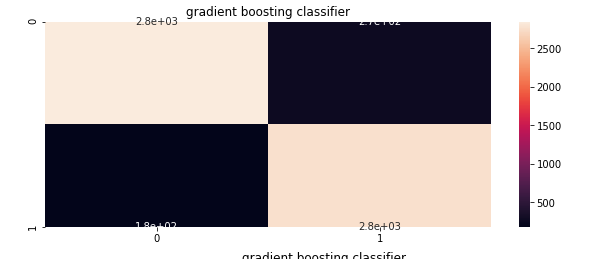 gradient boosting classifier
0
2.8e+03
2.7e+02
2500
2000
1500
1000
500
1
1.8e+02
2.8e+03
0
1
gradient boosting classifier